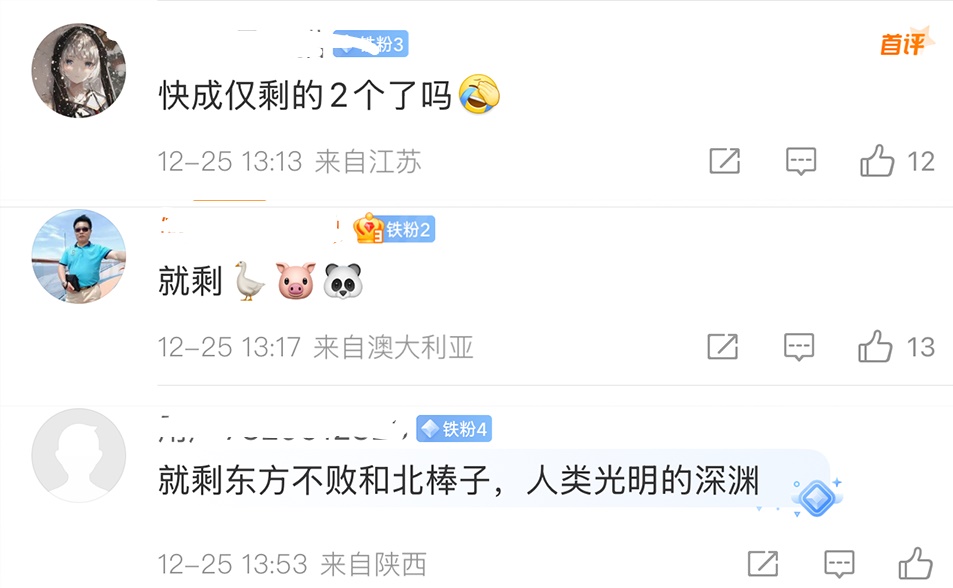 铁粉3
首评
快成仅剩的2个了吗🤣
12-25 13:13 来自江苏
12
铁粉2
就剩🪿🐷🐼
12-25 13:17 来自澳大利亚
13
铁粉4
就剩东方不败和北棒子，人类光明的深渊
12-25 13:53 来自陕西